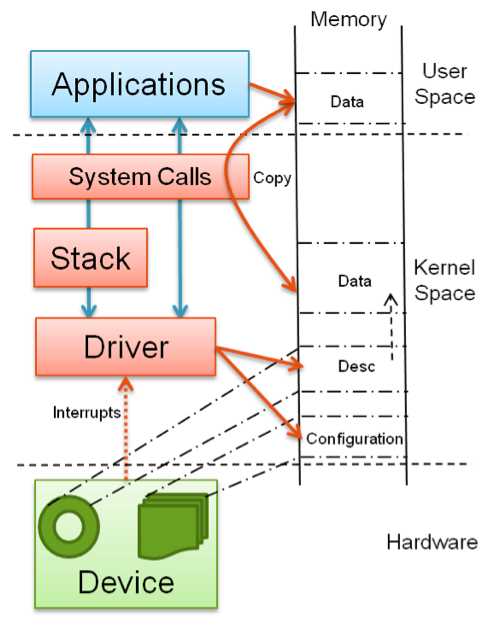 Memory
Applications
User
Space
Data
System Calls
Copy
Stack
Data
Kernel
Space
Driver
Desc
Interrupts
Configuration
Hardware
Device